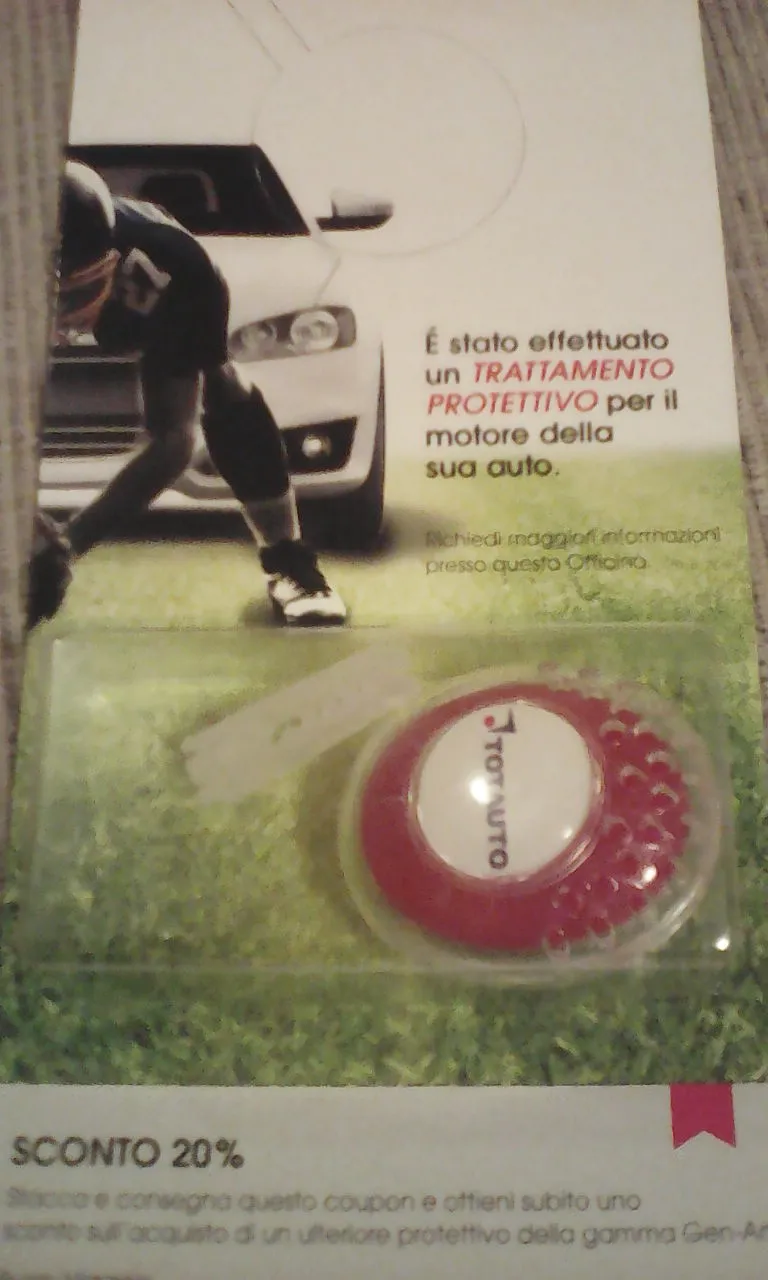 27
É stato effettuato
un TRATTAMENTO
PROTETTIVO per il
motore della
sua auto.
Richiedi maggiori informazioni
presso questa Officina
TOTAUTO
SCONTO 20%
Stacca e consegna questo coupon e ottieni subito uno
sconto sull'acquisto di un ulteriore protettivo della gamma